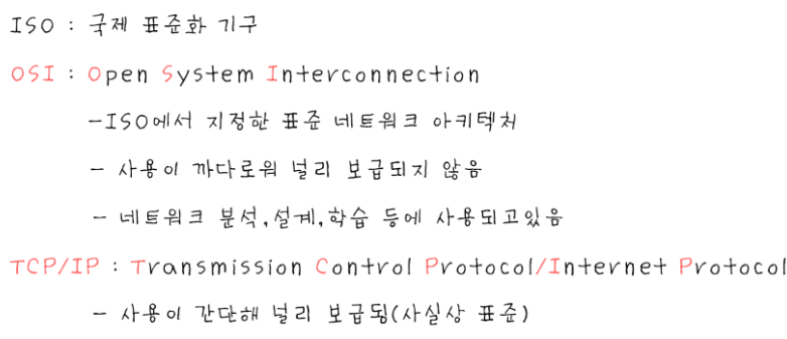 ISO : 국제 표준화 기구
OSI : Open System Interconnection
-ISO에서 지정한 표준 네트워크 아키텍처
- 사용이 까다로워 널리 보급되지 않음
- 네트워크 분석,설계,학습 등에 사용되고있음
TCP/IP : Transmission Control Protocol/Internet Protocol
- 사용이 간단해 널리 보급됨(사실상 표준)